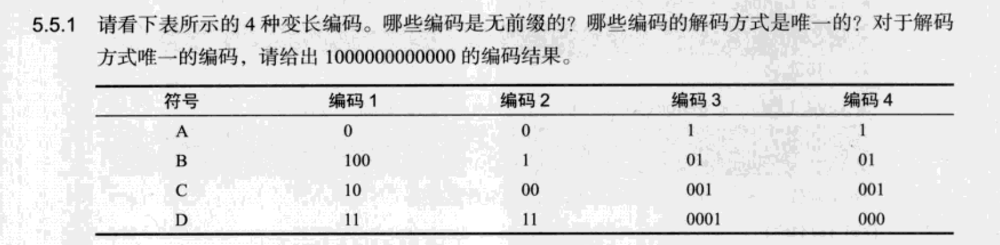 5.5.1 请看下表所示的 4 种变长编码。哪些编码是无前缀的？哪些编码的解码方式是唯一的？对于解码
方式唯一的编码，请给出 1000000000000 的编码结果。
符号 编码 1 编码 2 编码 3 编码 4
A 0 0 1 1
B 100 1 01 01
C 10 00 001 001
D 11 11 0001 000